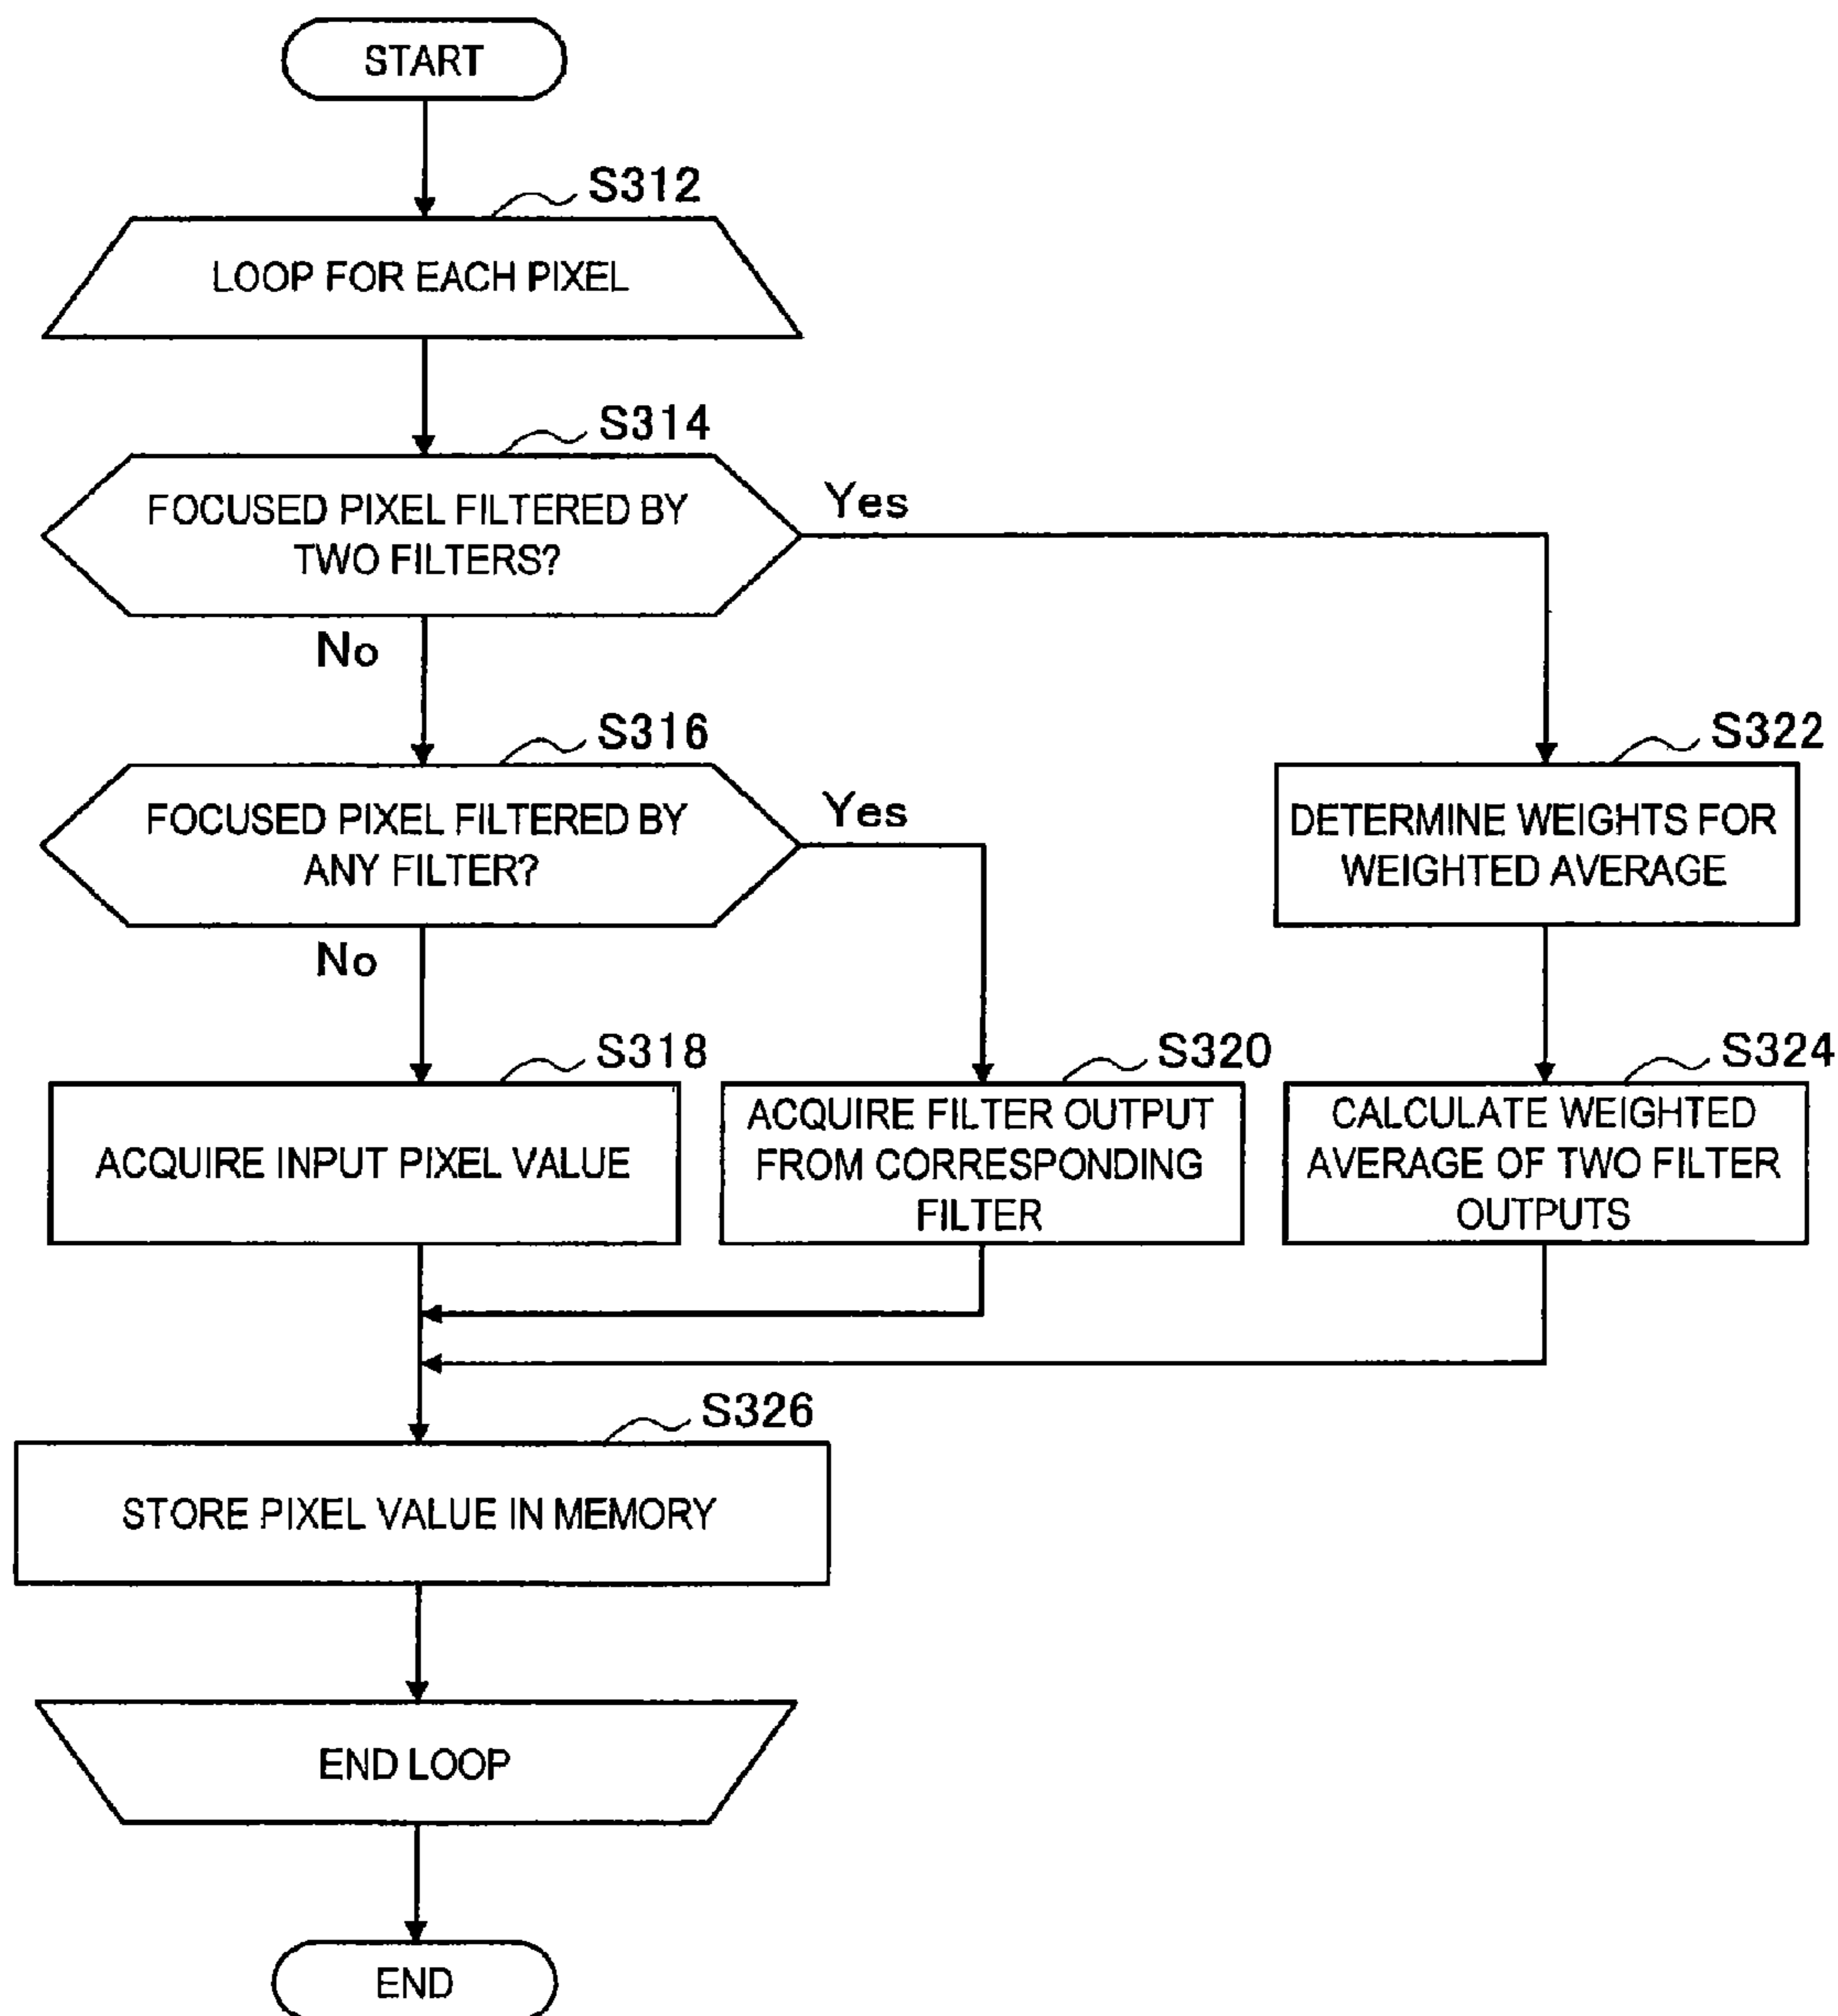 START
S312
LOOP FOR EACH PIXEL
S314
FOCUSED PIXEL FILTERED BY
TWO FILTERS?
Yes
No
S316
FOCUSED PIXEL FILTERED BY
ANY FILTER?
Yes
No
S322
DETERMINE WEIGHTS FOR
WEIGHTED AVERAGE
S318
ACQUIRE INPUT PIXEL VALUE
S320
ACQUIRE FILTER OUTPUT
FROM CORRESPONDING
FILTER
S324
CALCULATE WEIGHTED
AVERAGE OF TWO FILTER
OUTPUTS
S326
STORE PIXEL VALUE IN MEMORY
END LOOP
END